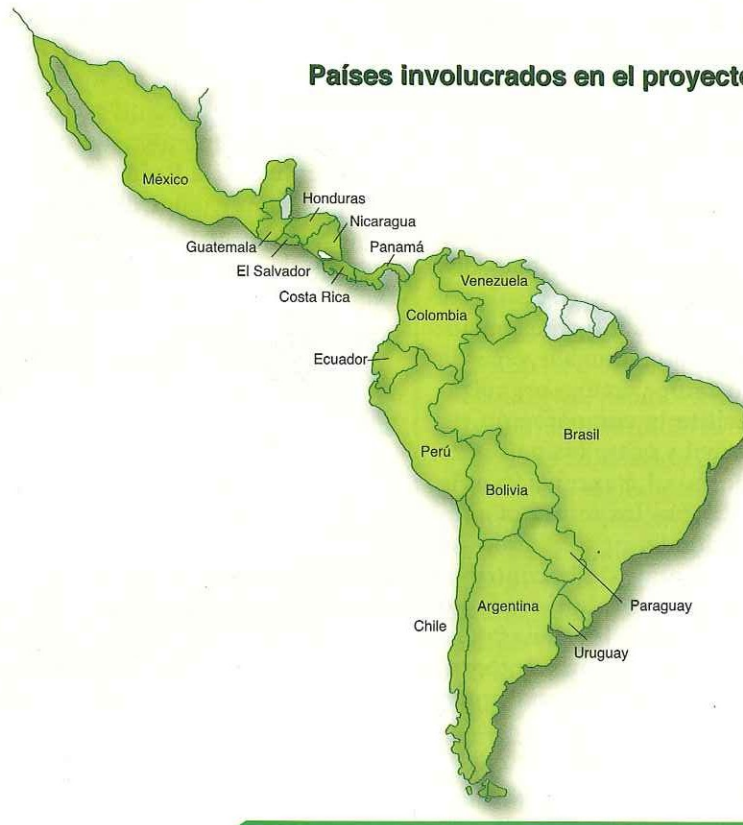 Países involucrados en el proyecto
México
Honduras
Nicaragua
Guatemala
Panamá
El Salvador
Costa Rica
Venezuela
Colombia
Ecuador
Brasil
Perú
Bolivia
Paraguay
Argentina
Chile
Uruguay